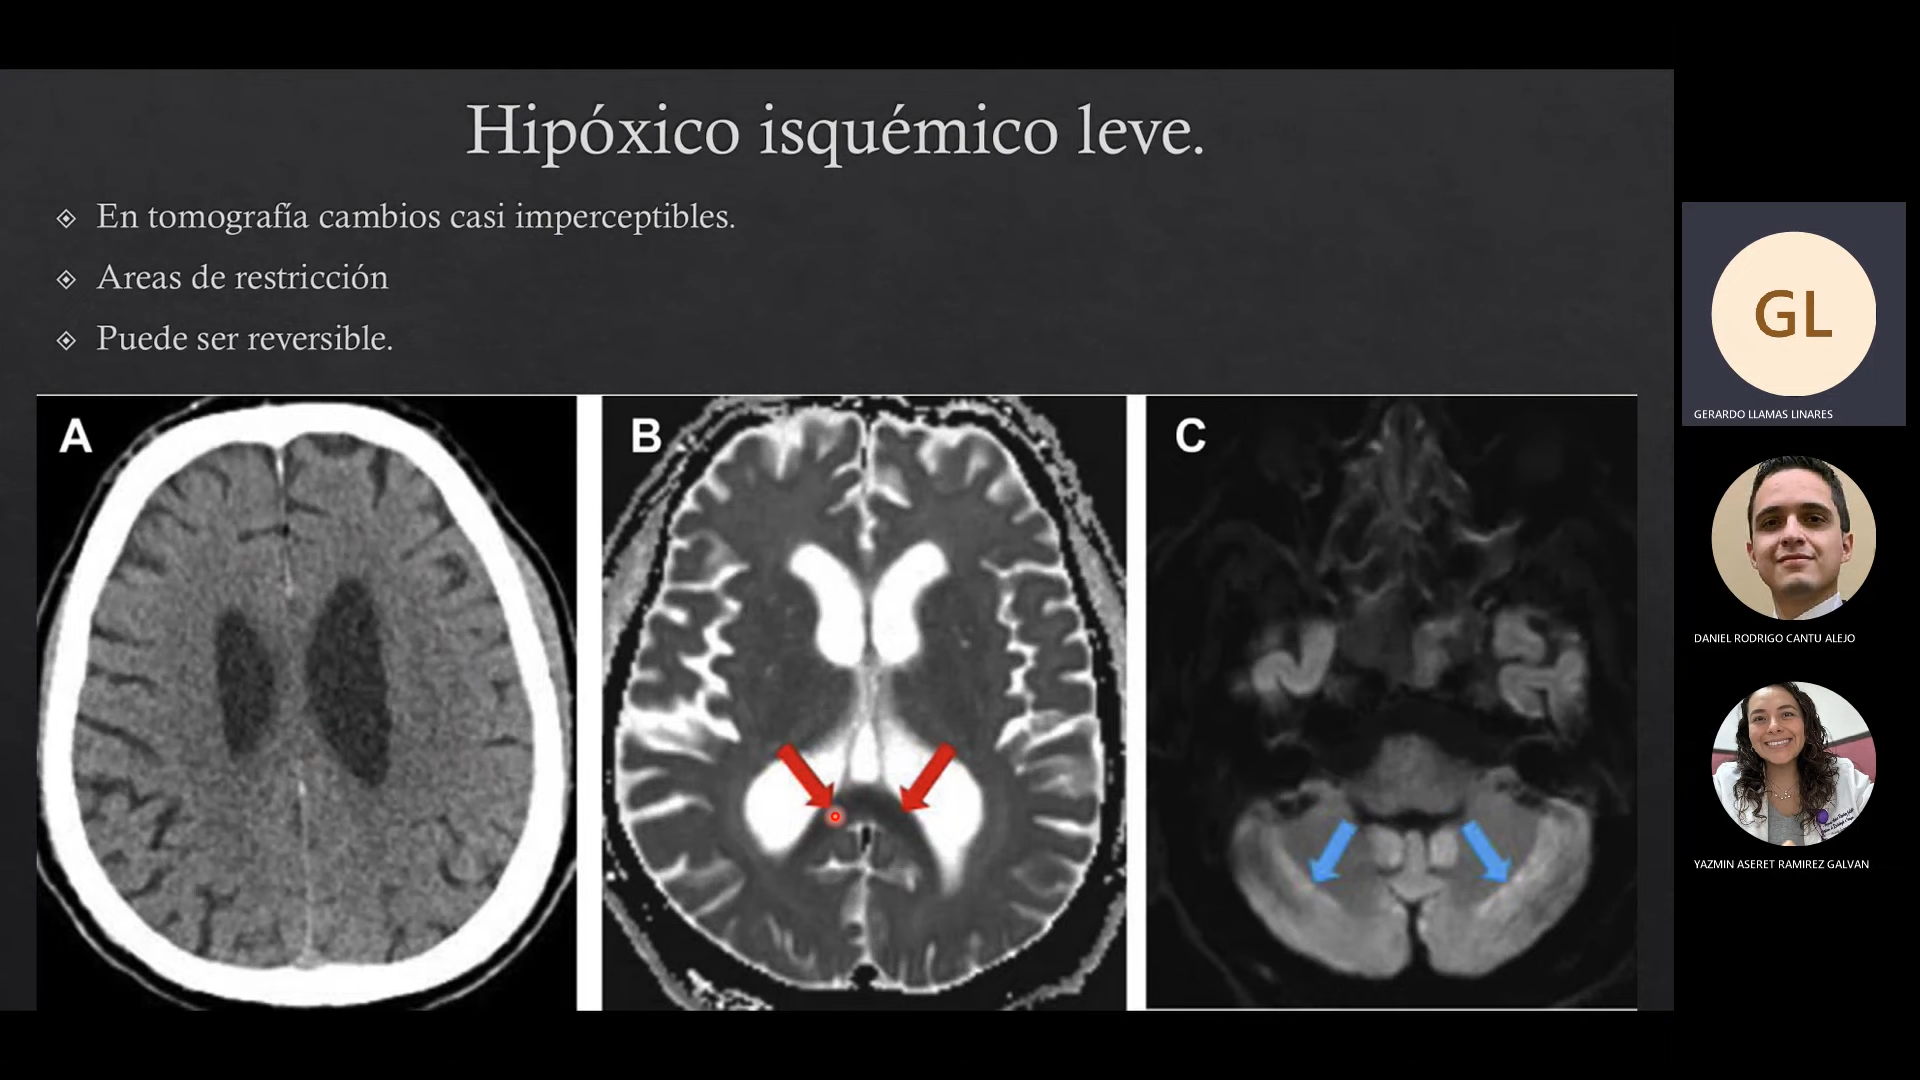 Hipóxico isquémico leve.
En tomografía cambios casi imperceptibles.
Areas de restricción
Puede ser reversible.
A
B
C
GL
GERARDO LLAMAS LINARES
DANIEL RODRIGO CANTU ALEJO
YAZMIN ASERET RAMIREZ GALVAN